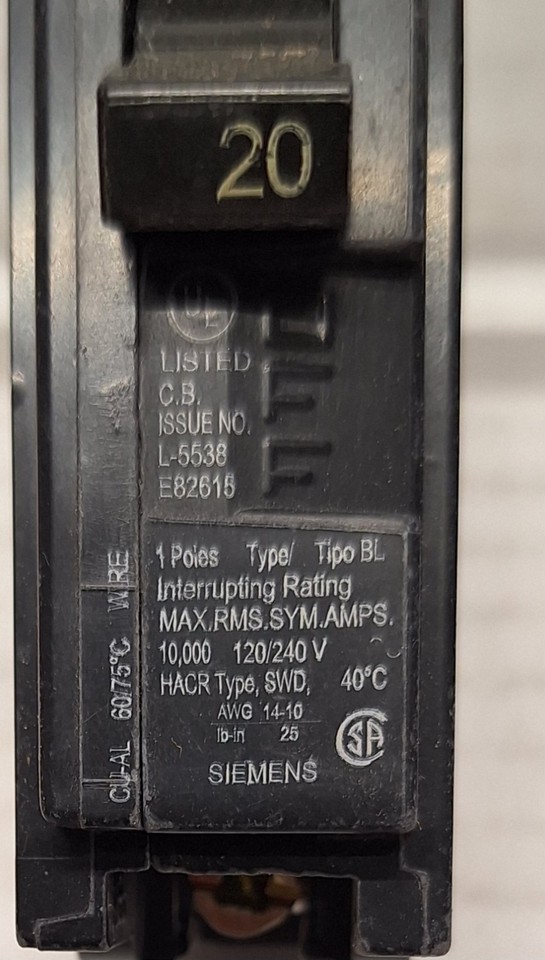 20
UL
OFF
LISTED
C.B.
ISSUE NO.
L-5538
E82615
1 Poles Type/ Tipo BL
Interrupting Rating
MAX.RMS.SYM.AMPS.
10,000 120/240 V
HACR Type, SWD, 40°C
AWG 14-10
lb-in 25
SA
SIEMENS
CU-AL 60/75°C WIRE